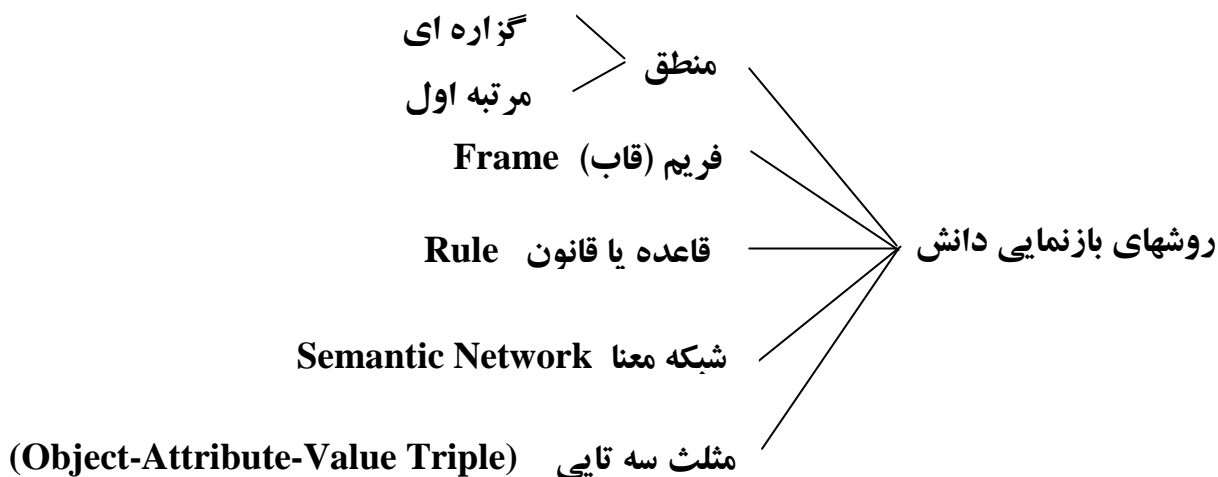 روشهای بازنمایی دانش
منطق
گزاره ای
مرتبه اول
فریم (قاب) Frame
قاعده یا قانون Rule
شبکه معنا Semantic Network
مثلث سه تایی (Object-Attribute-Value Triple)